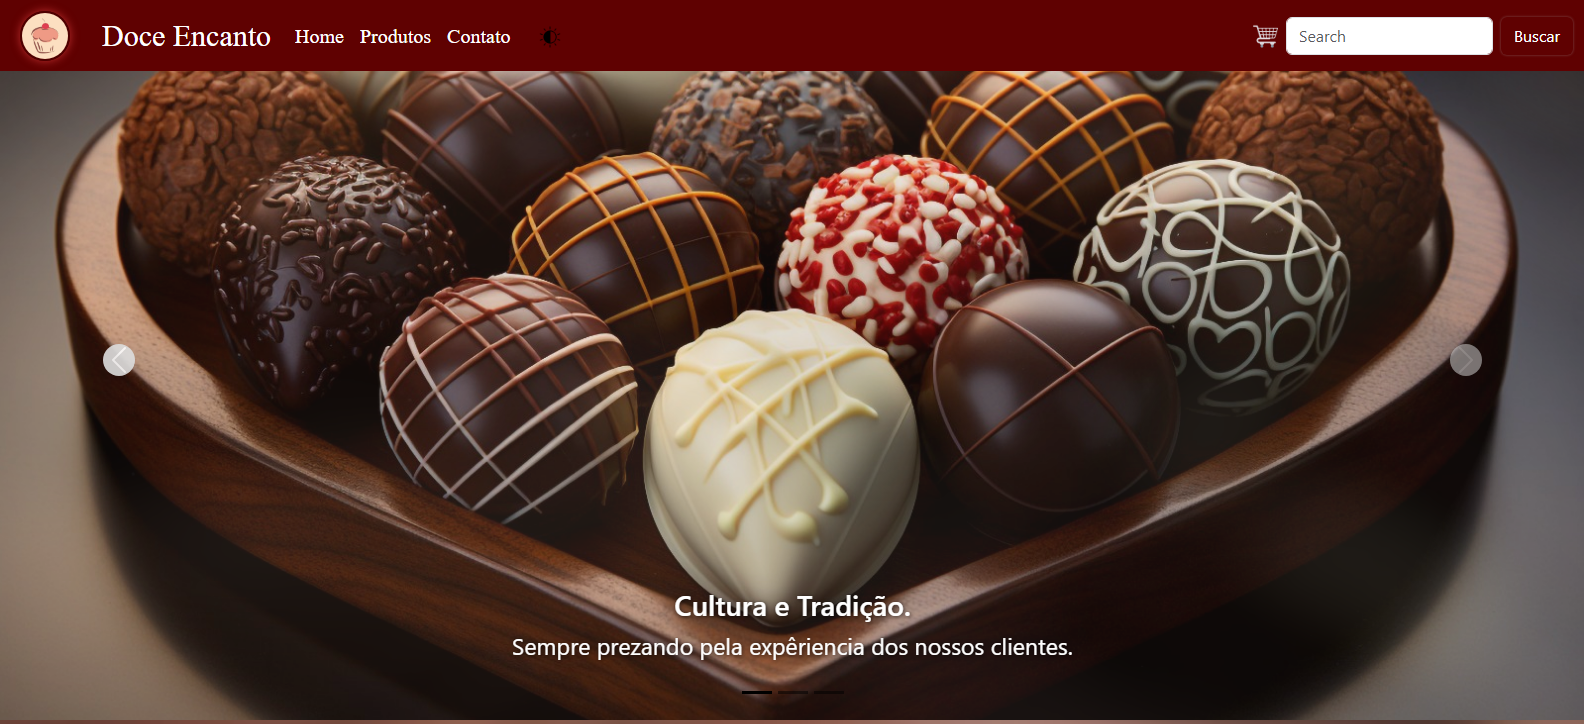 Doce Encanto Home Produtos Contato Search Buscar
Cultura e Tradição.
Sempre prezando pela expêriencia dos nossos clientes.